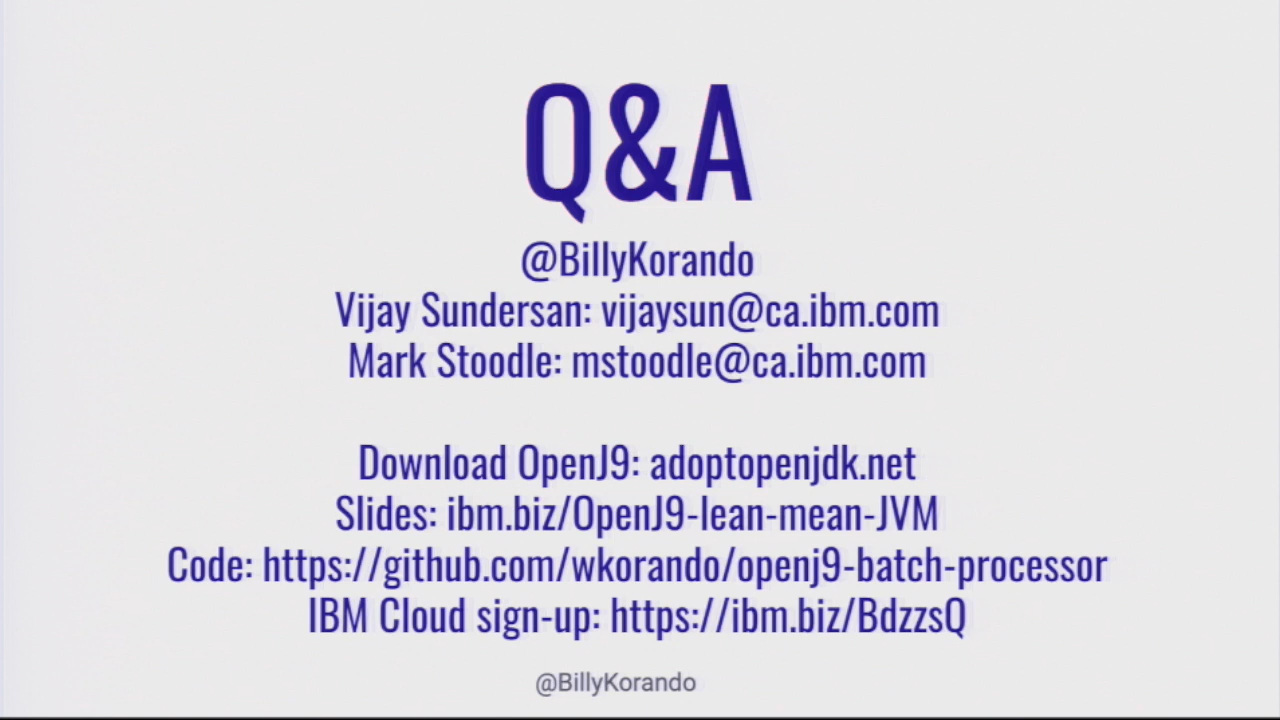 Q&A
@BillyKorando
Vijay Sundersan: vijaysun@ca.ibm.com
Mark Stoodle: mstoodle@ca.ibm.com
Download OpenJ9: adoptopenjdk.net
Slides: ibm.biz/OpenJ9-lean-mean-JVM
Code: https://github.com/wkorando/openj9-batch-processor
IBM Cloud sign-up: https://ibm.biz/BdzzsQ
@BillyKorando